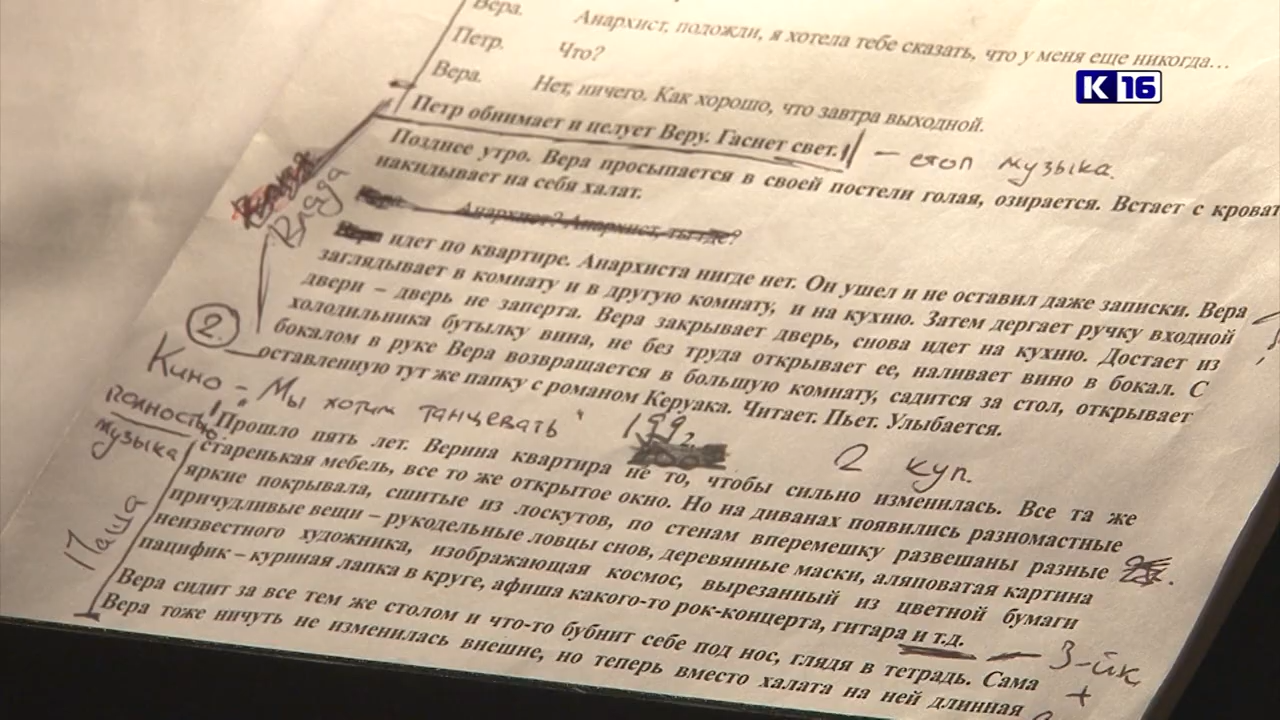 Вера. Анархист, подожди, я хотела тебе сказать, что у меня еще никогда…
Петр. Что?
К 16
Вера. Нет, ничего. Как хорошо, что завтра выходной.
Петр обнимает и целует Веру. Гаснет свет. — стоп музыка.
Позднее утро. Вера просыпается в своей постели голая, озирается. Встает с кроват
накидывает на себя халат.
Влада
Анархист? Анархист, ты где?
идет по квартире. Анархиста нигде нет. Он ушел и не оставил даже записки. Вера
заглядывает в комнату и в другую комнату, и на кухню. Затем дергает ручку входной
двери – дверь не заперта. Вера закрывает дверь, снова идет на кухню. Достает из
холодильника бутылку вина, не без труда открывает ее, наливает вино в бокал. С
бокалом в руке Вера возвращается в большую комнату, садится за стол, открывает
оставленную тут же папку с романом Керуака. Читает. Пьет. Улыбается.
2.
Кино - "Мы хотим танцевать"
199
2 куп.
музыка
Паша
Прошло пять лет. Верина квартира не то, чтобы сильно изменилась. Все та же
старенькая мебель, все то же открытое окно. Но на диванах появились разномастные
яркие покрывала, сшитые из лоскутов, по стенам вперемешку развешаны разные
причудливые вещи – рукодельные ловцы снов, деревянные маски, аляповатая картина
неизвестного художника, изображающая космос, вырезанный из цветной бумаги
пацифик – куриная лапка в круге, афиша какого-то рок-концерта, гитара и т.д.
— 3-й к.
+
Вера сидит за все тем же столом и что-то бубнит себе под нос, глядя в тетрадь. Сама
Вера тоже ничуть не изменилась внешне, но теперь вместо халата на ней длинная